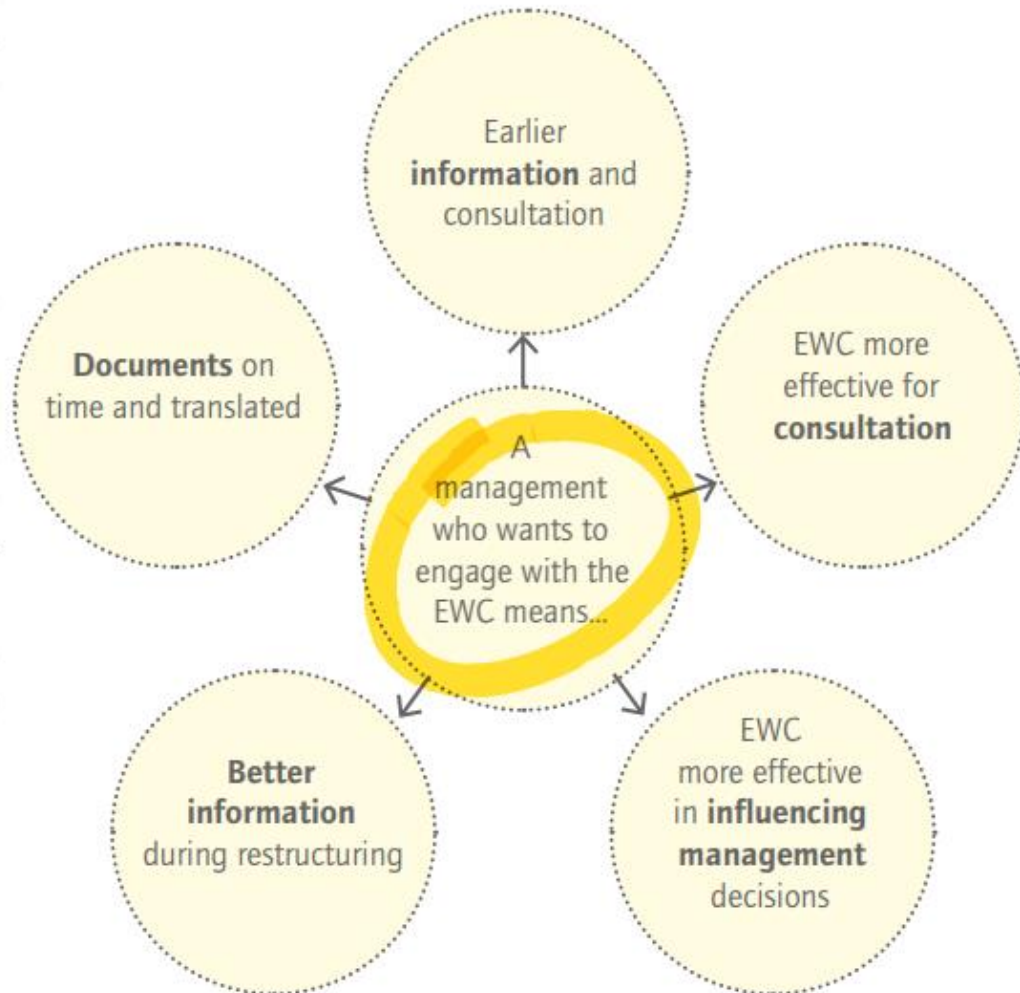 Earlier
information and
consultation
Documents on
time and translated
EWC more
effective for
consultation
A
management
who wants to
engage with the
EWC means...
Better
information
during restructuring
EWC
more effective
in influencing
management
decisions